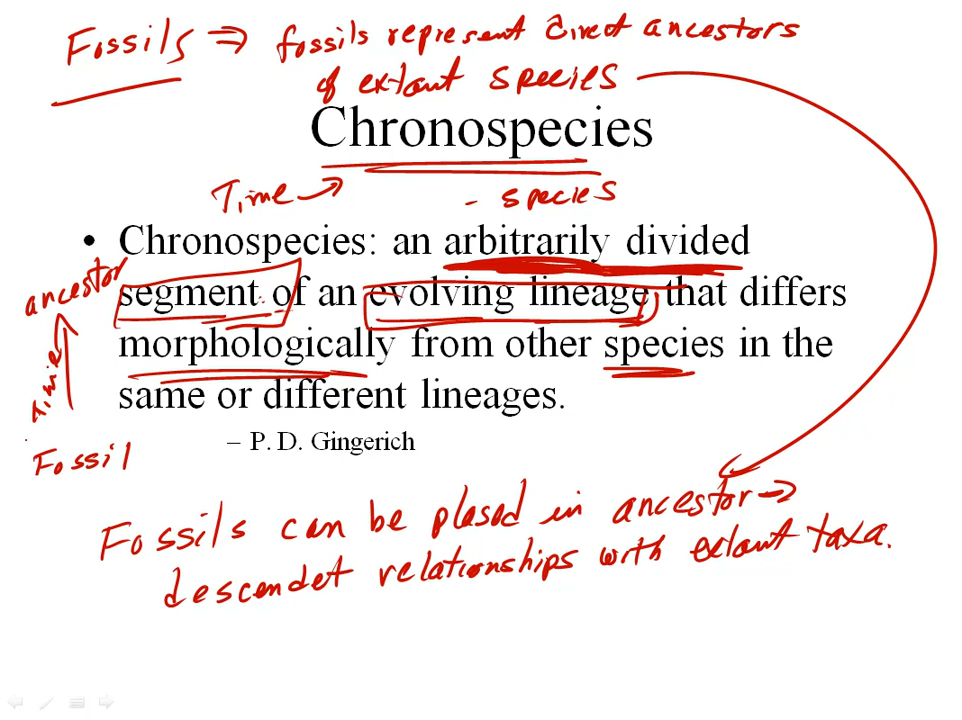 Fossils ⇒ fossils represent direct ancestors
of extant species
Chronospecies
Time → - species
• Chronospecies: an arbitrarily divided
segment of an evolving lineage that differs
morphologically from other species in the
same or different lineages.
– P. D. Gingerich
ancestor
Time
Fossil
Fossils can be plased in ancestor →
descendet relationships with extant taxa.